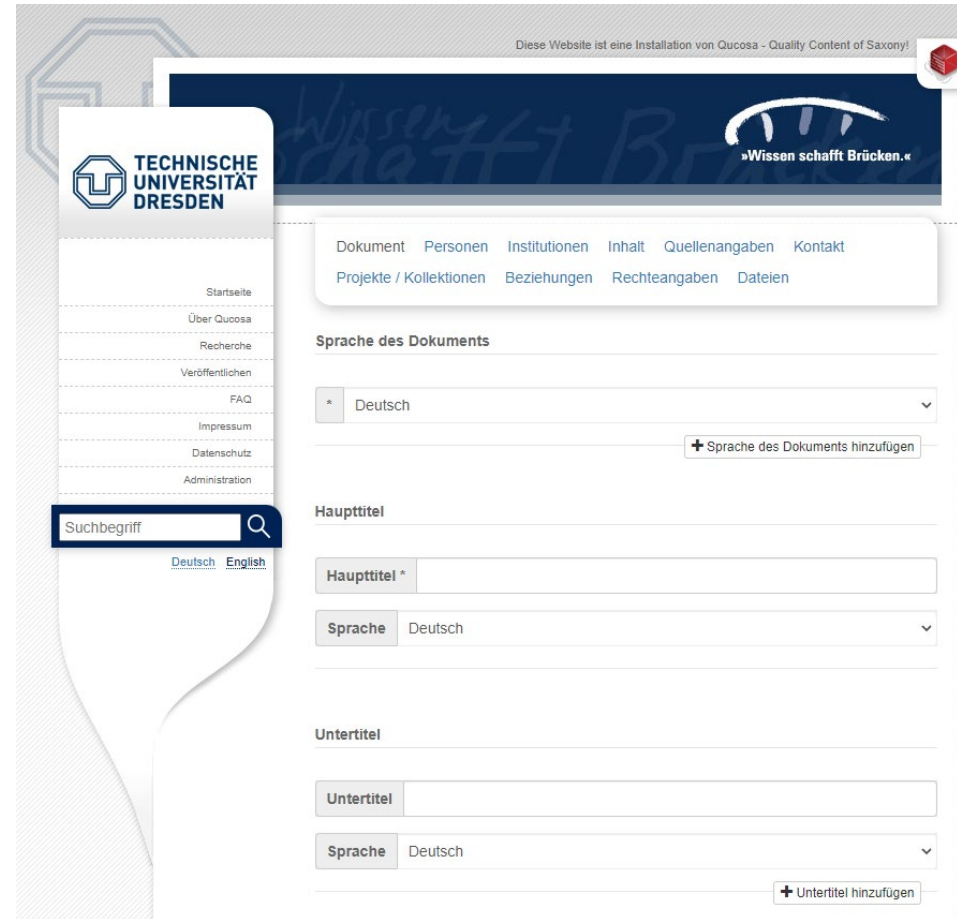 Diese Website ist eine Installation von Qucosa - Quality Content of Saxony!
Wissen
schafft Brücken
»Wissen schafft Brücken.«
TECHNISCHE
UNIVERSITÄT
DRESDEN
Startseite
Über Qucosa
Recherche
Veröffentlichen
FAQ
Impressum
Datenschutz
Administration
Suchbegriff
Deutsch English
Dokument Personen Institutionen Inhalt Quellenangaben Kontakt
Projekte / Kollektionen Beziehungen Rechteangaben Dateien
Sprache des Dokuments
* Deutsch
+ Sprache des Dokuments hinzufügen
Haupttitel
Haupttitel *
Sprache Deutsch
Untertitel
Untertitel
Sprache Deutsch
+ Untertitel hinzufügen